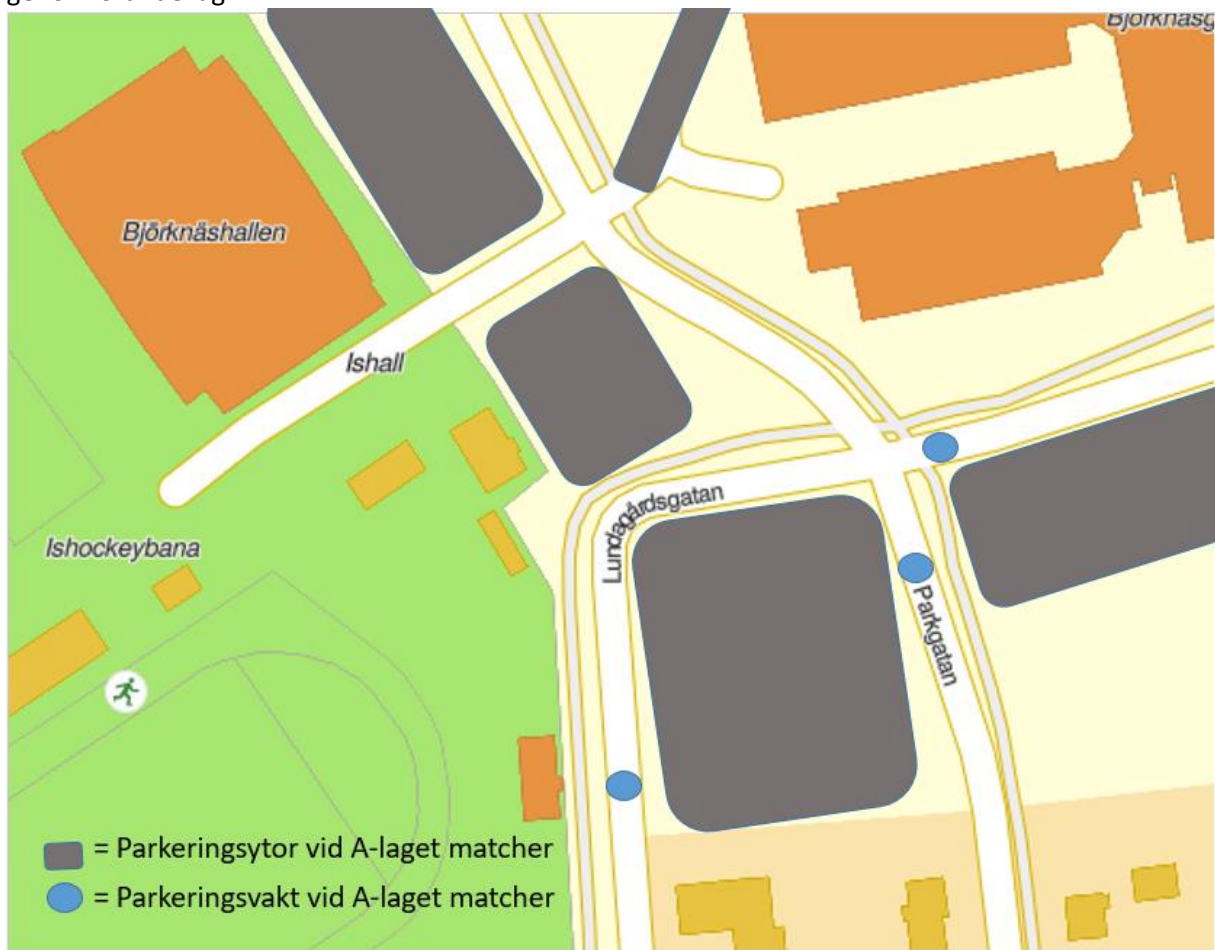 Björknäsg
Björknäshallen
Ishall
Lundagårdsgatan
Ishockeybana
Parkgatan
= Parkeringsytor vid A-laget matcher
= Parkeringsvakt vid A-laget matcher